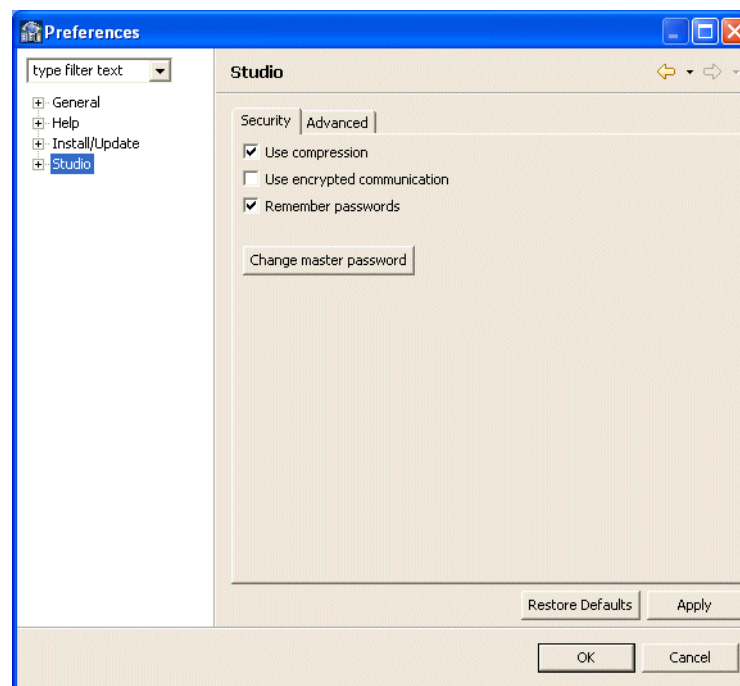 Preferences
type filter text
General
Help
Install/Update
Studio
Studio
Security
Advanced
Use compression
Use encrypted communication
Remember passwords
Change master password
Restore Defaults
Apply
OK
Cancel